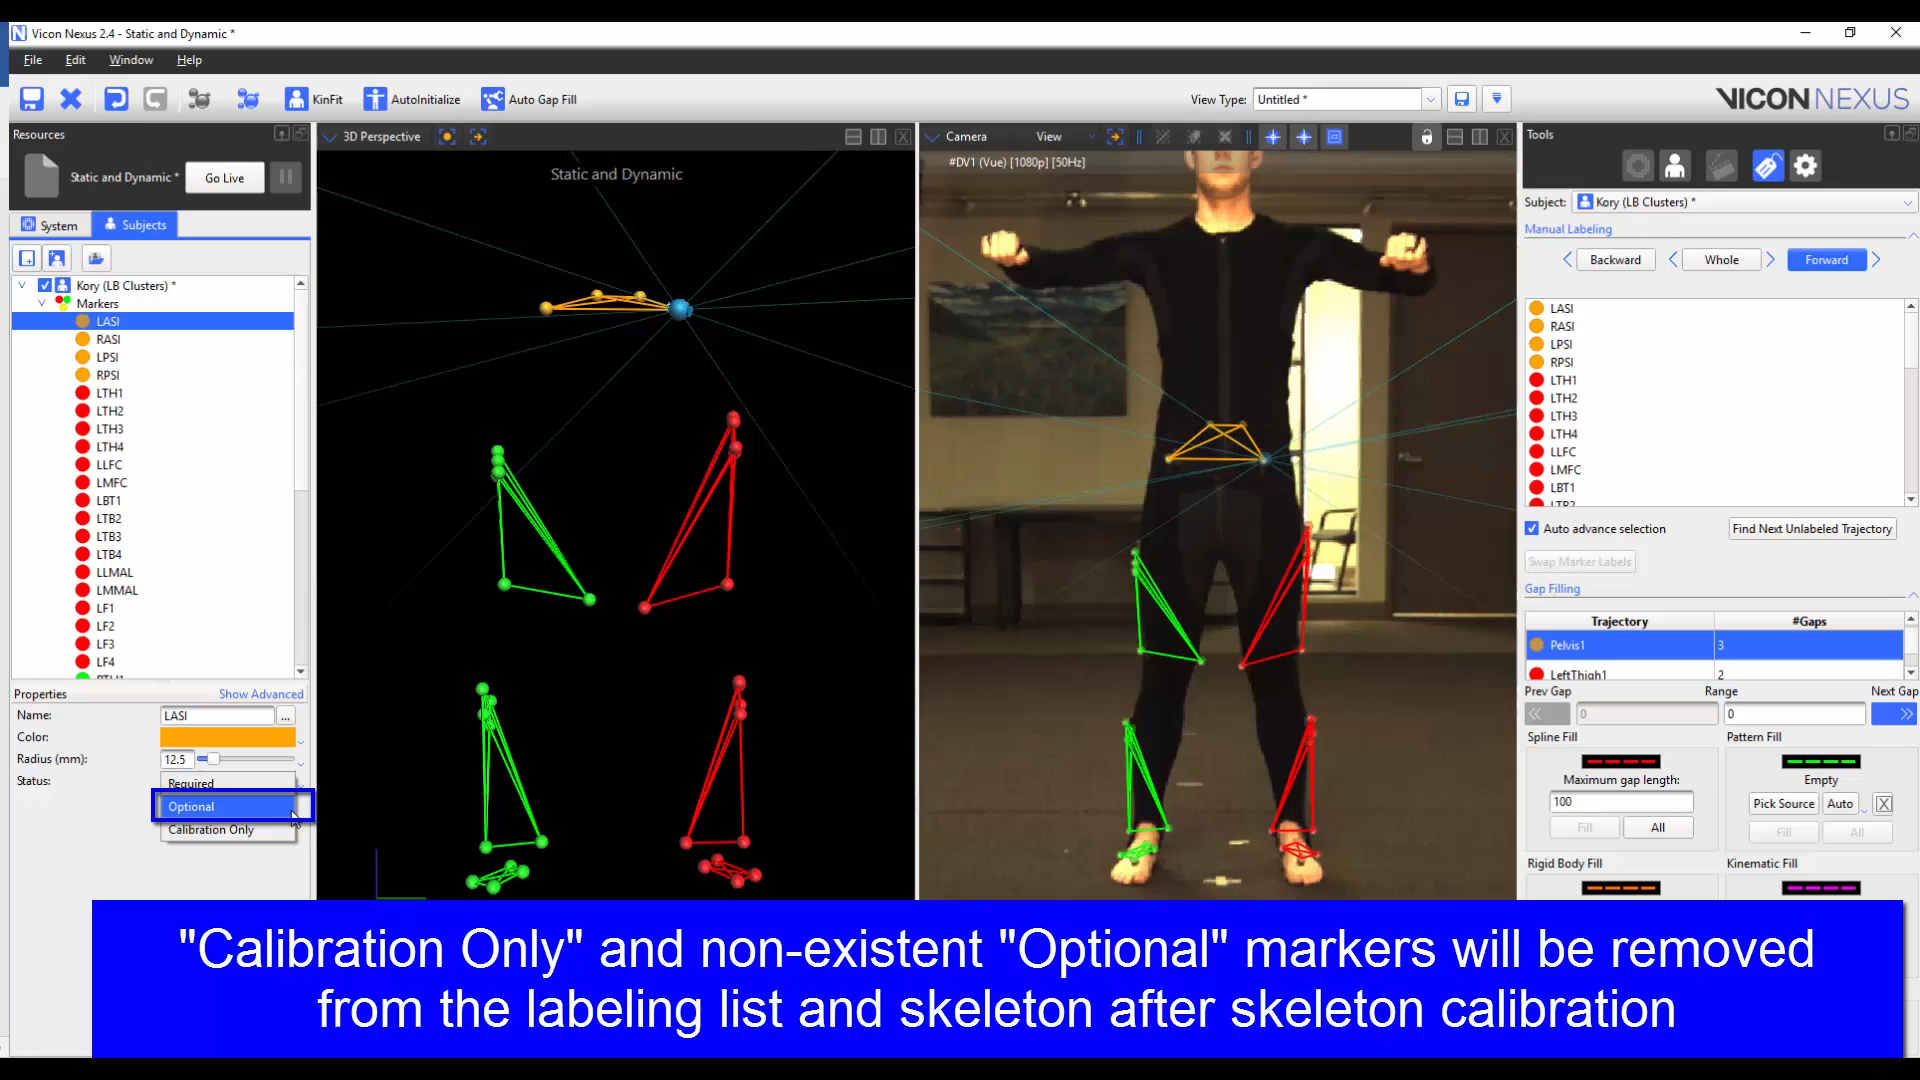 Vicon Nexus 2.4 - Static and Dynamic *
File Edit Window Help
KinFit AutoInitialize Auto Gap Fill
View Type: Untitled *
VICON NEXUS
Resources
Static and Dynamic * Go Live
System Subjects
Kory (LB Clusters) *
Markers
LASI
RASI
LPSI
RPSI
LTH1
LTH2
LTH3
LTH4
LLFC
LMFC
LBT1
LTB2
LTB3
LTB4
LLMAL
LMMAL
LF1
LF2
LF3
LF4
RTH1
Properties Show Advanced
Name: LASI ...
Color:
Radius (mm): 12.5
Status:
Required
Optional
Calibration Only
3D Perspective
Static and Dynamic
Camera View
#DV1 (Vue) [1080p] [50Hz]
Tools
Subject: Kory (LB Clusters) *
Manual Labeling
Backward Whole Forward
LASI
RASI
LPSI
RPSI
LTH1
LTH2
LTH3
LTH4
LLFC
LMFC
LBT1
LTB2
Auto advance selection Find Next Unlabeled Trajectory
Swap Marker Labels
Gap Filling
Trajectory #Gaps
Pelvis1 3
LeftThigh1 2
Prev Gap Range Next Gap
0 0
Spline Fill Pattern Fill
Maximum gap length: Empty
100 Pick Source Auto X
Fill All Fill All
Rigid Body Fill Kinematic Fill
"Calibration Only" and non-existent "Optional" markers will be removed
from the labeling list and skeleton after skeleton calibration